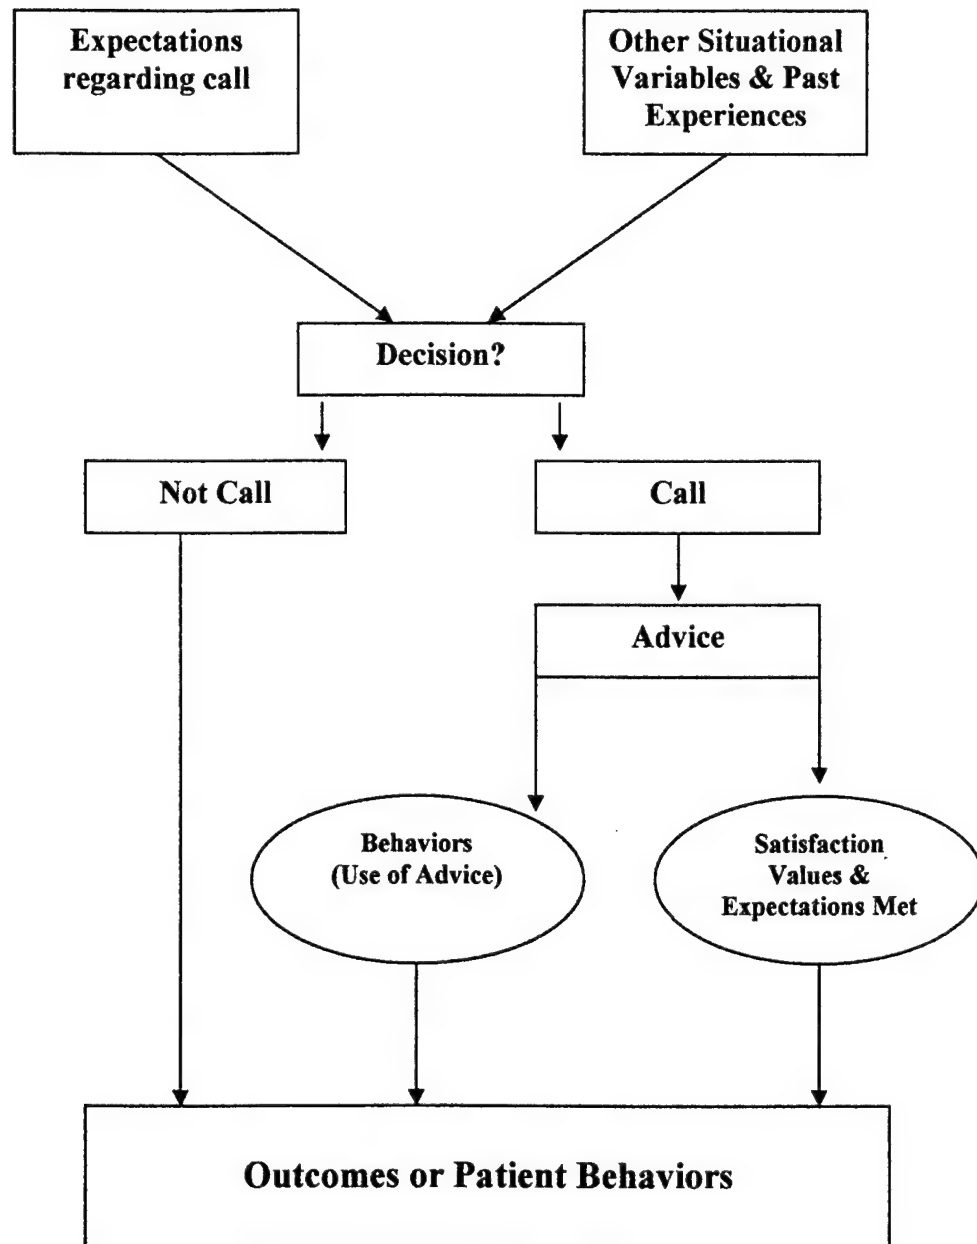 Expectations
regarding call
Other Situational
Variables & Past
Experiences
Decision?
Not Call
Call
Advice
Behaviors
(Use of Advice)
Satisfaction
Values &
Expectations Met
Outcomes or Patient Behaviors